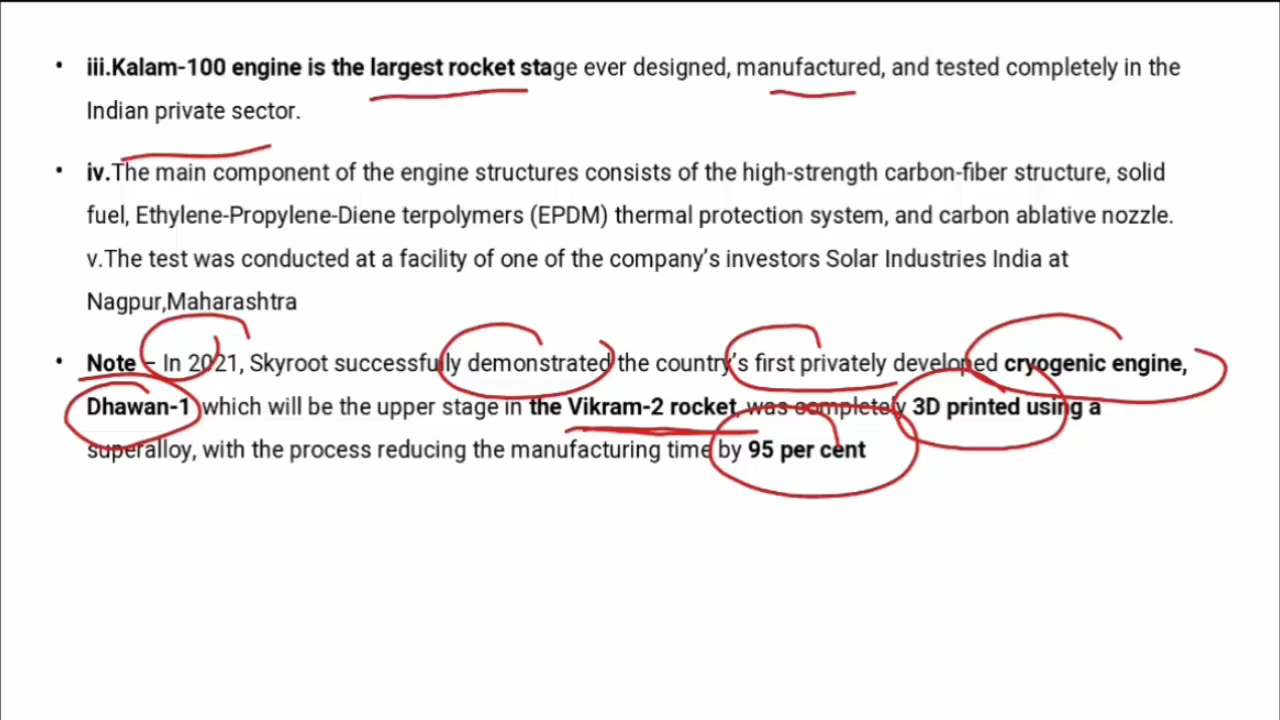 • iii.Kalam-100 engine is the largest rocket stage ever designed, manufactured, and tested completely in the
Indian private sector.
• iv.The main component of the engine structures consists of the high-strength carbon-fiber structure, solid
fuel, Ethylene-Propylene-Diene terpolymers (EPDM) thermal protection system, and carbon ablative nozzle.
v.The test was conducted at a facility of one of the company’s investors Solar Industries India at
Nagpur,Maharashtra
• Note – In 2021, Skyroot successfully demonstrated the country’s first privately developed cryogenic engine,
Dhawan-1 which will be the upper stage in the Vikram-2 rocket, was completely 3D printed using a
superalloy, with the process reducing the manufacturing time by 95 per cent